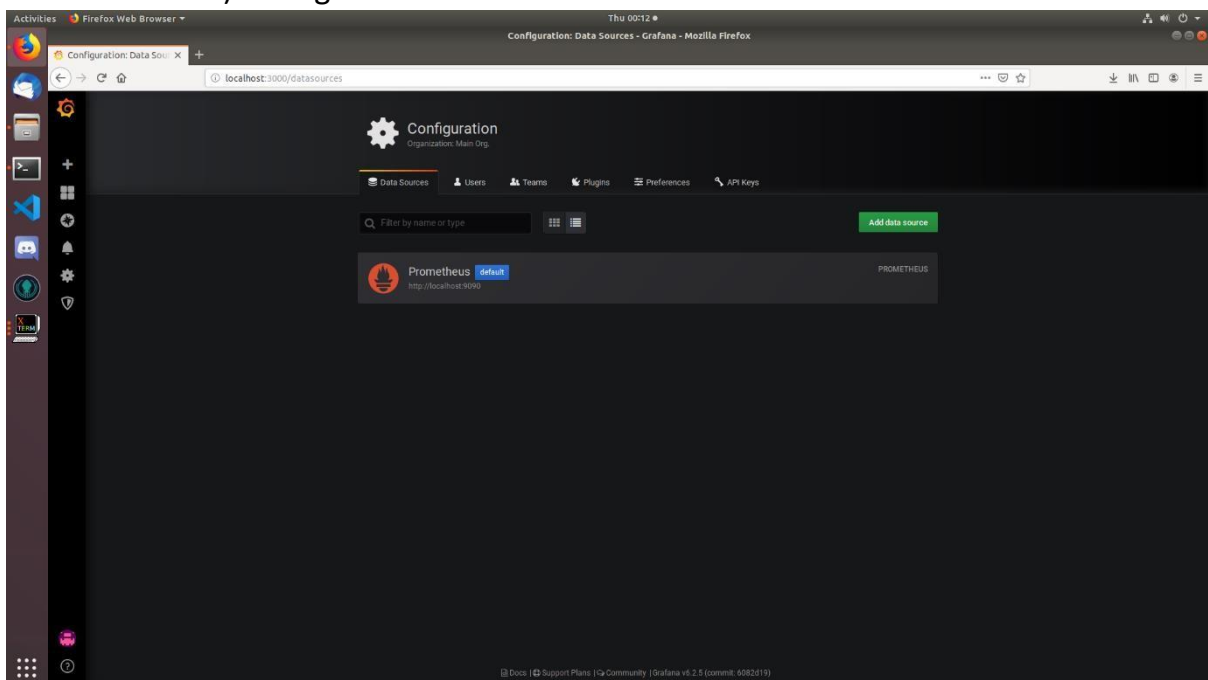 Activities Firefox Web Browser
Thu 00:12
Configuration: Data Sources - Grafana - Mozilla Firefox
Configuration: Data Sou
localhost:3000/datasources
Configuration
Organization: Main Org.
Data Sources Users Teams Plugins Preferences API Keys
Filter by name or type Add data source
Prometheus default PROMETHEUS
http://localhost:9090
X
TERM
Docs | Support Plans | Community | Grafana v6.2.5 (commit: 6082d19)